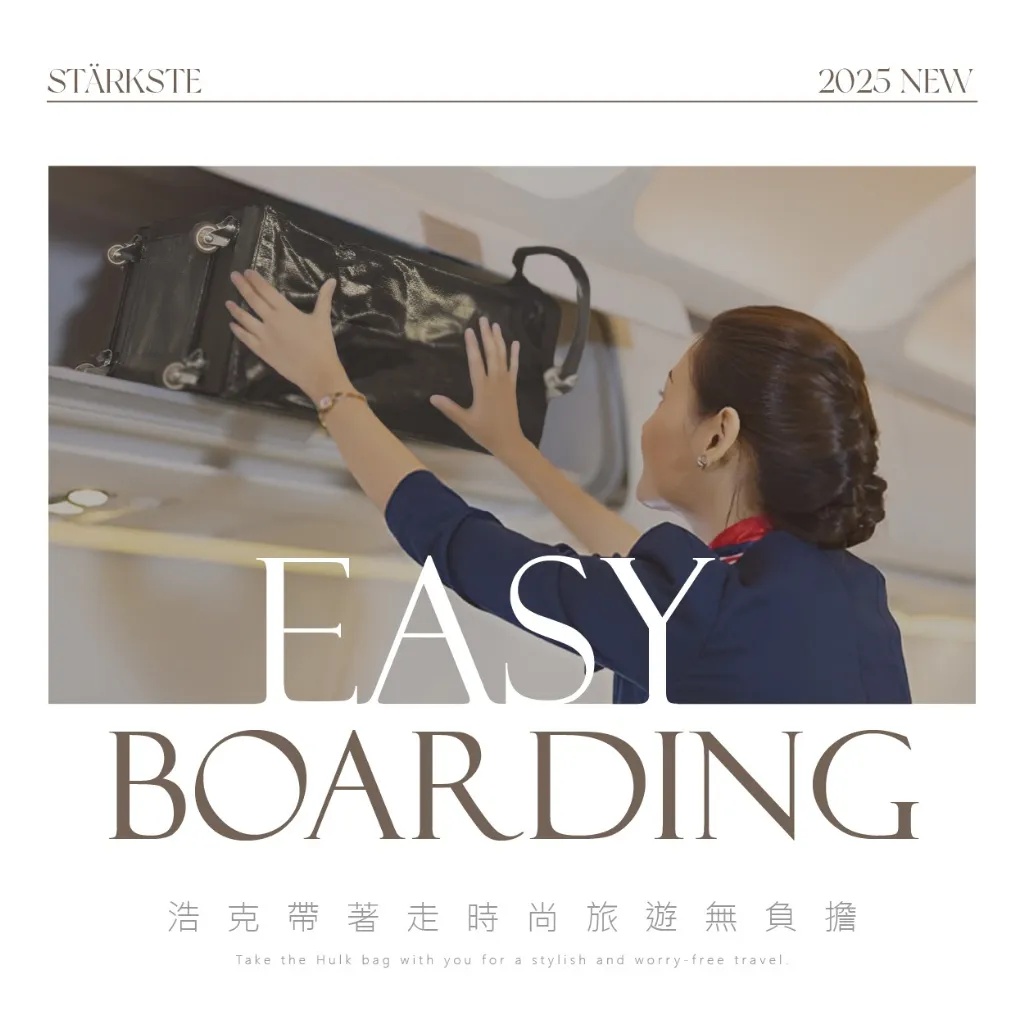 STÄRKSTE
2025 NEW
EASY
BOARDING
浩克帶著走時尚旅遊無負擔
Take the Hulk bag with you for a stylish and worry-free travel.